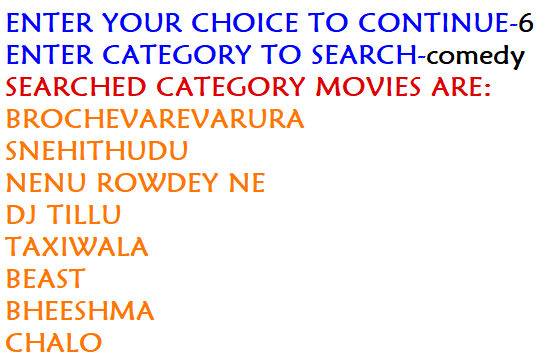 ENTER YOUR CHOICE TO CONTINUE-6
ENTER CATEGORY TO SEARCH-comedy
SEARCHED CATEGORY MOVIES ARE:
BROCHEVAREVARURA
SNEHITHUDU
NENU ROWDEY NE
DJ TILLU
TAXIWALA
BEAST
BHEESHMA
CHALO